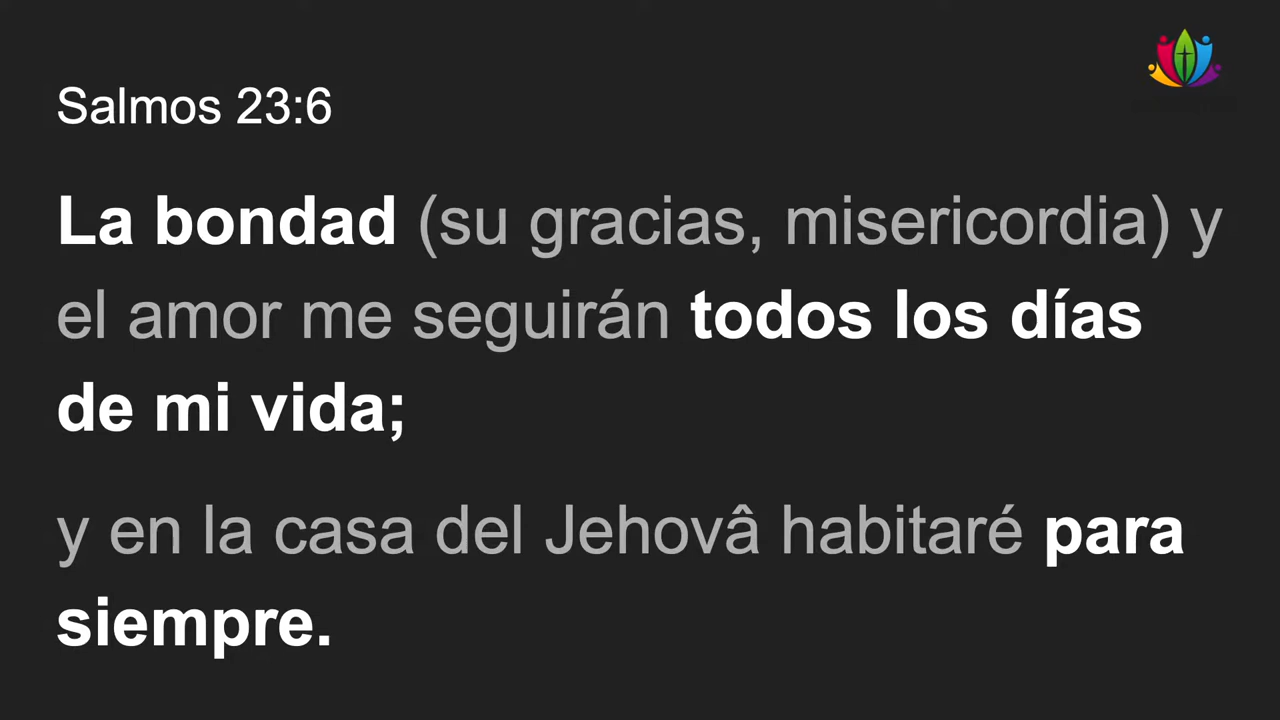 Salmos 23:6
La bondad (su gracias, misericordia) y
el amor me seguirán todos los días
de mi vida;
y en la casa del Jehovâ habitaré para
siempre.